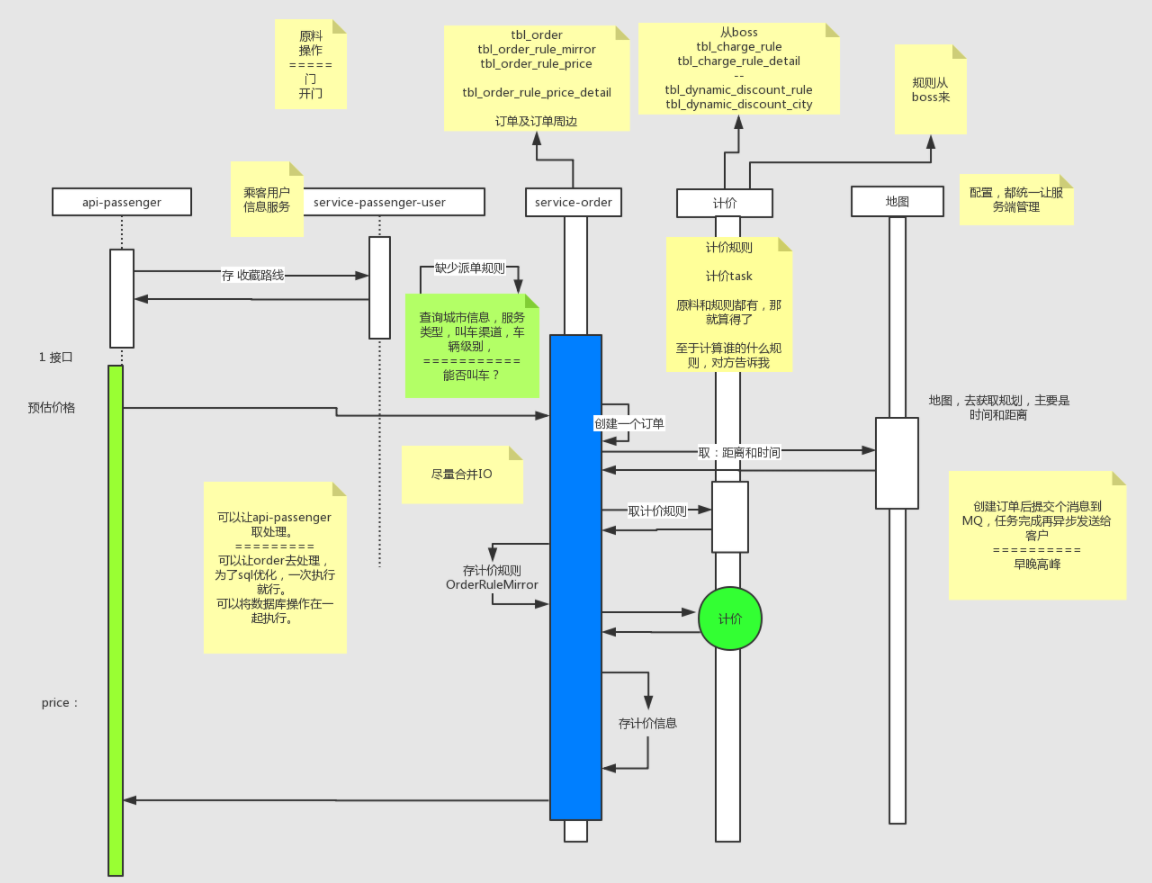 原料
操作
=====
门
开门
tbl_order
tbl_order_rule_mirror
tbl_order_rule_price
tbl_order_rule_price_detail
订单及订单周边
从boss
tbl_charge_rule
tbl_charge_rule_detail
--
tbl_dynamic_discount_rule
tbl_dynamic_discount_city
规则从
boss来
api-passenger
乘客用户
信息服务
service-passenger-user
service-order
计价
地图
配置，都统一让服
务端管理
存 收藏路线
缺少派单规则
查询城市信息，服务
类型，叫车渠道，车
辆级别，
===========
能否叫车？
计价规则
计价task
原料和规则都有，那
就算得了
至于计算谁的什么规
则，对方告诉我
1 接口
预估价格
创建一个订单
地图，去获取规划，主要是
时间和距离
取：距离和时间
尽量合并IO
取计价规则
可以让api-passenger
取处理。
=========
可以让order去处理，
为了sql优化，一次执行
就行。
可以将数据库操作在一
起执行。
创建订单后提交个消息到
MQ，任务完成再异步发送给
客户
==========
早晚高峰
存计价规则
OrderRuleMirror
计价
price：
存计价信息